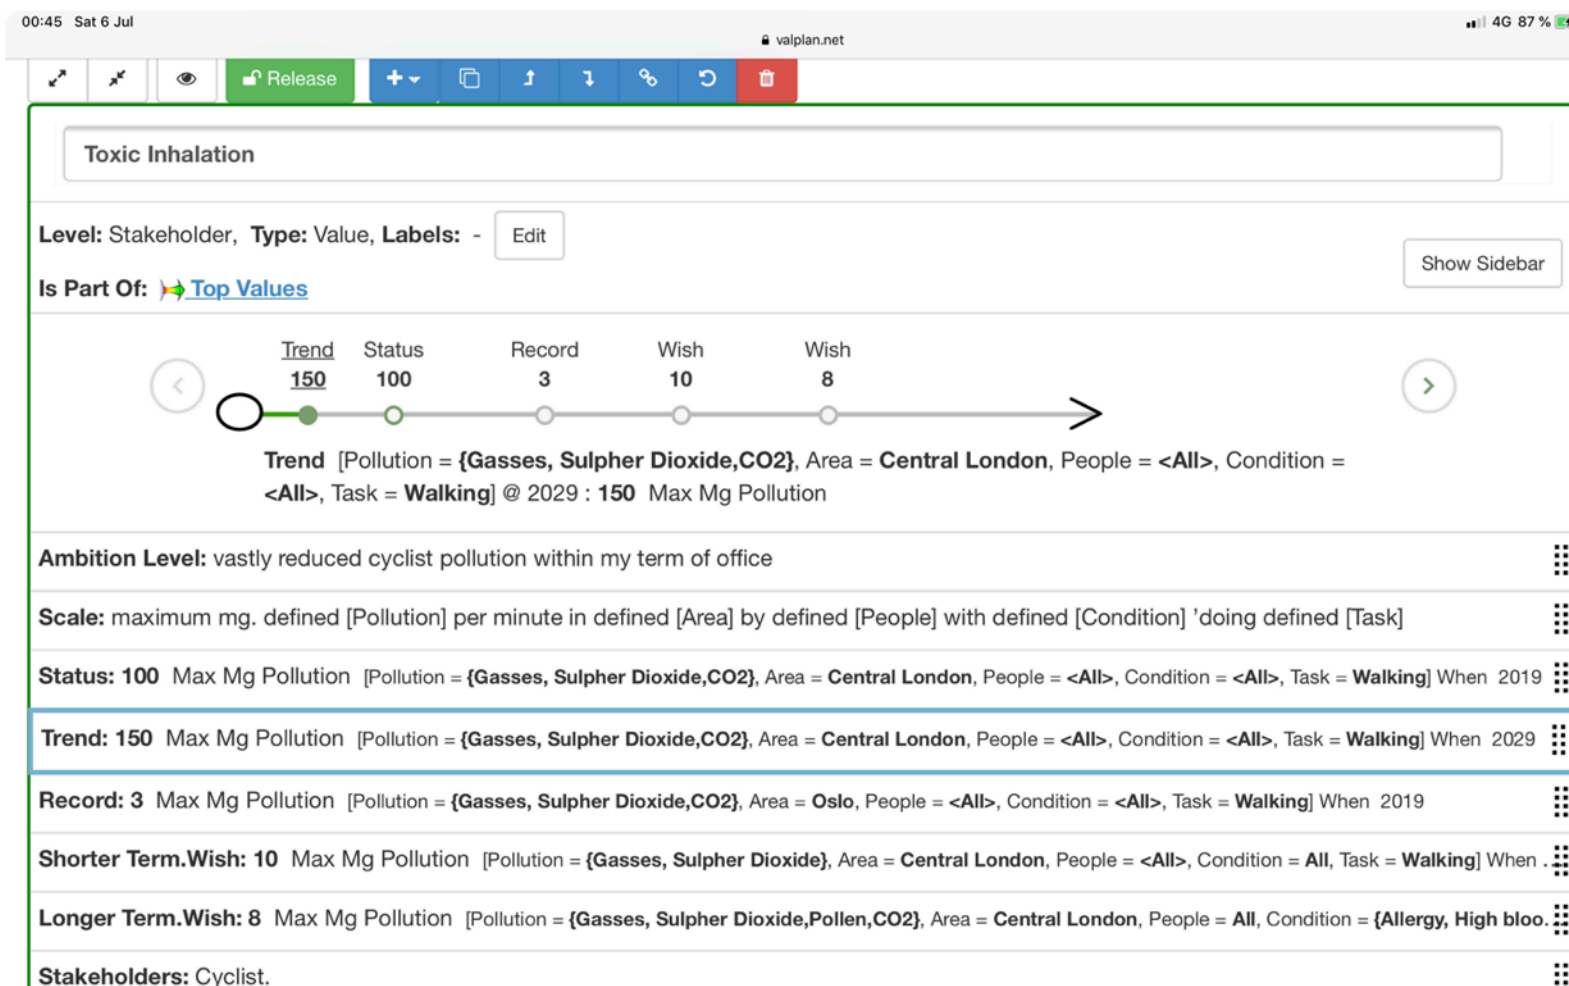 00:45 Sat 6 Jul
4G 87 %
valplan.net
Release
Toxic Inhalation
Level: Stakeholder, Type: Value, Labels: - Edit
Show Sidebar
Is Part Of: Top Values
Trend Status Record Wish Wish
150 100 3 10 8
Trend [Pollution = {Gasses, Sulpher Dioxide,CO2}, Area = Central London, People = <All>, Condition =
<All>, Task = Walking] @ 2029 : 150 Max Mg Pollution
Ambition Level: vastly reduced cyclist pollution within my term of office
Scale: maximum mg. defined [Pollution] per minute in defined [Area] by defined [People] with defined [Condition] ’doing defined [Task]
Status: 100 Max Mg Pollution [Pollution = {Gasses, Sulpher Dioxide,CO2}, Area = Central London, People = <All>, Condition = <All>, Task = Walking] When 2019
Trend: 150 Max Mg Pollution [Pollution = {Gasses, Sulpher Dioxide,CO2}, Area = Central London, People = <All>, Condition = <All>, Task = Walking] When 2029
Record: 3 Max Mg Pollution [Pollution = {Gasses, Sulpher Dioxide,CO2}, Area = Oslo, People = <All>, Condition = <All>, Task = Walking] When 2019
Shorter Term.Wish: 10 Max Mg Pollution [Pollution = {Gasses, Sulpher Dioxide}, Area = Central London, People = <All>, Condition = All, Task = Walking] When ...
Longer Term.Wish: 8 Max Mg Pollution [Pollution = {Gasses, Sulpher Dioxide,Pollen,CO2}, Area = Central London, People = All, Condition = {Allergy, High bloo...
Stakeholders: Cyclist.